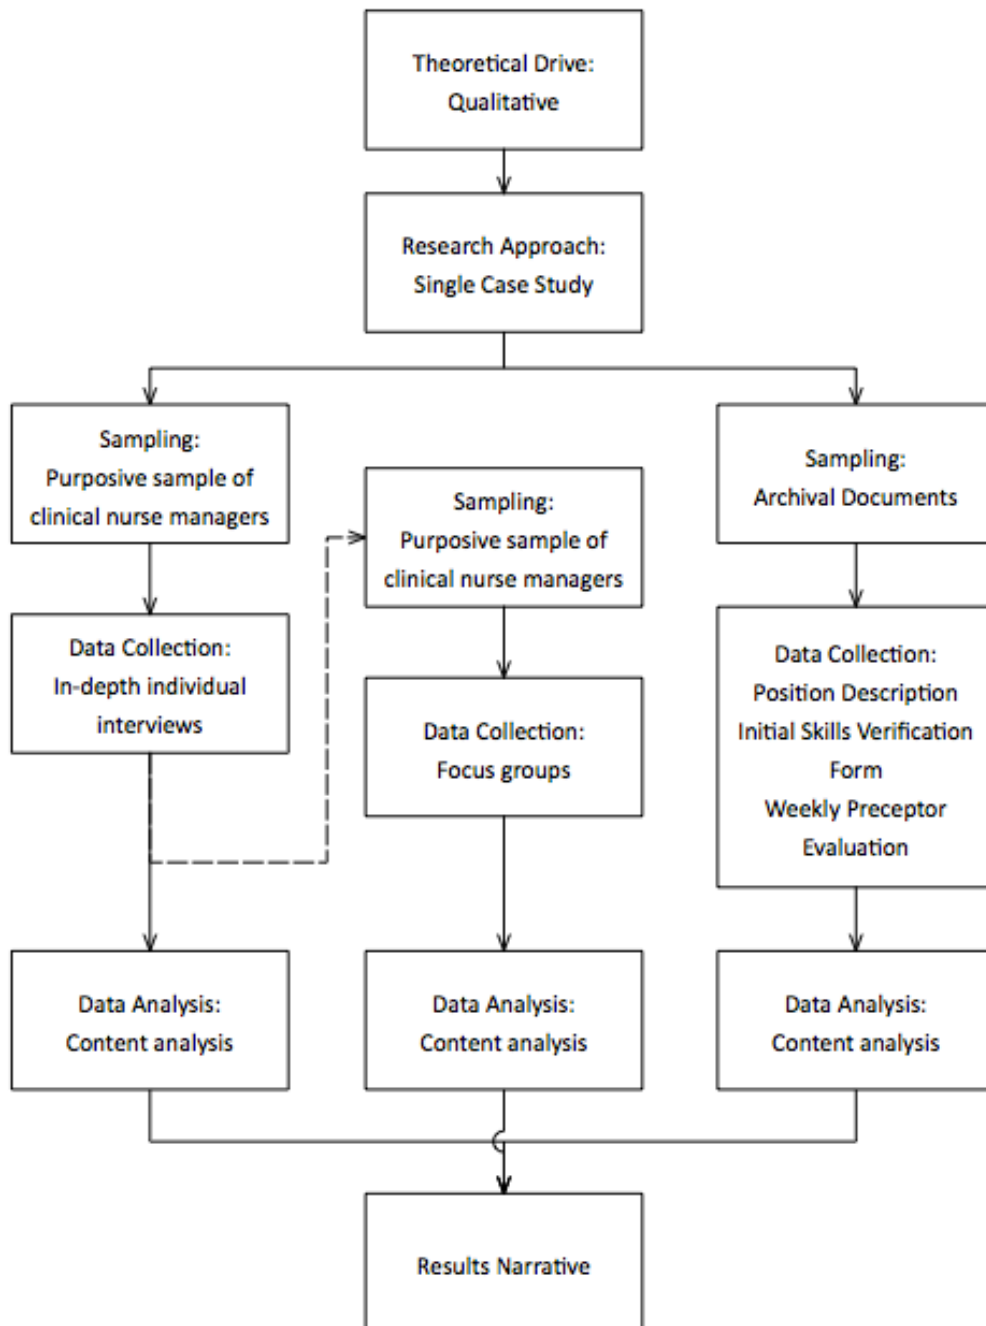 Theoretical Drive:
Qualitative
Research Approach:
Single Case Study
Sampling:
Purposive sample of
clinical nurse managers
Sampling:
Purposive sample of
clinical nurse managers
Sampling:
Archival Documents
Data Collection:
In-depth individual
interviews
Data Collection:
Focus groups
Data Collection:
Position Description
Initial Skills Verification
Form
Weekly Preceptor
Evaluation
Data Analysis:
Content analysis
Data Analysis:
Content analysis
Data Analysis:
Content analysis
Results Narrative